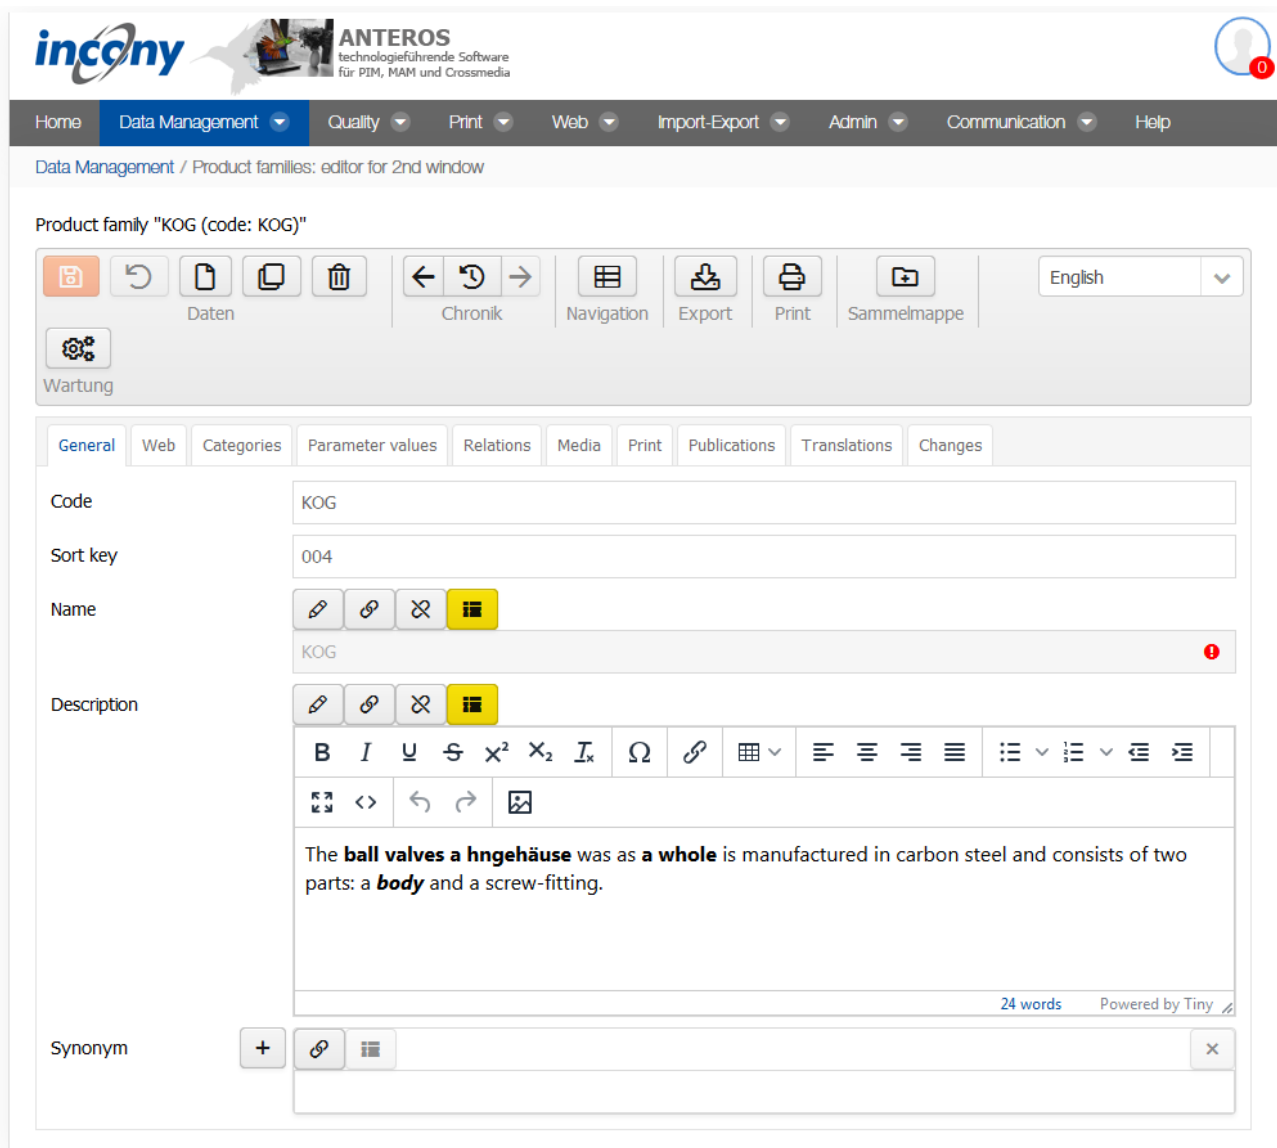 incony
ANTEROS
technologieführende Software
für PIM, MAM und Crossmedia
0
Home Data Management Quality Print Web Import-Export Admin Communication Help
Data Management / Product families: editor for 2nd window
Product family "KOG (code: KOG)"
Daten Chronik Navigation Export Print Sammelmappe English
Wartung
General Web Categories Parameter values Relations Media Print Publications Translations Changes
Code KOG
Sort key 004
Name
KOG
Description
The ball valves a hngehäuse was as a whole is manufactured in carbon steel and consists of two
parts: a body and a screw-fitting.
24 words Powered by Tiny
Synonym